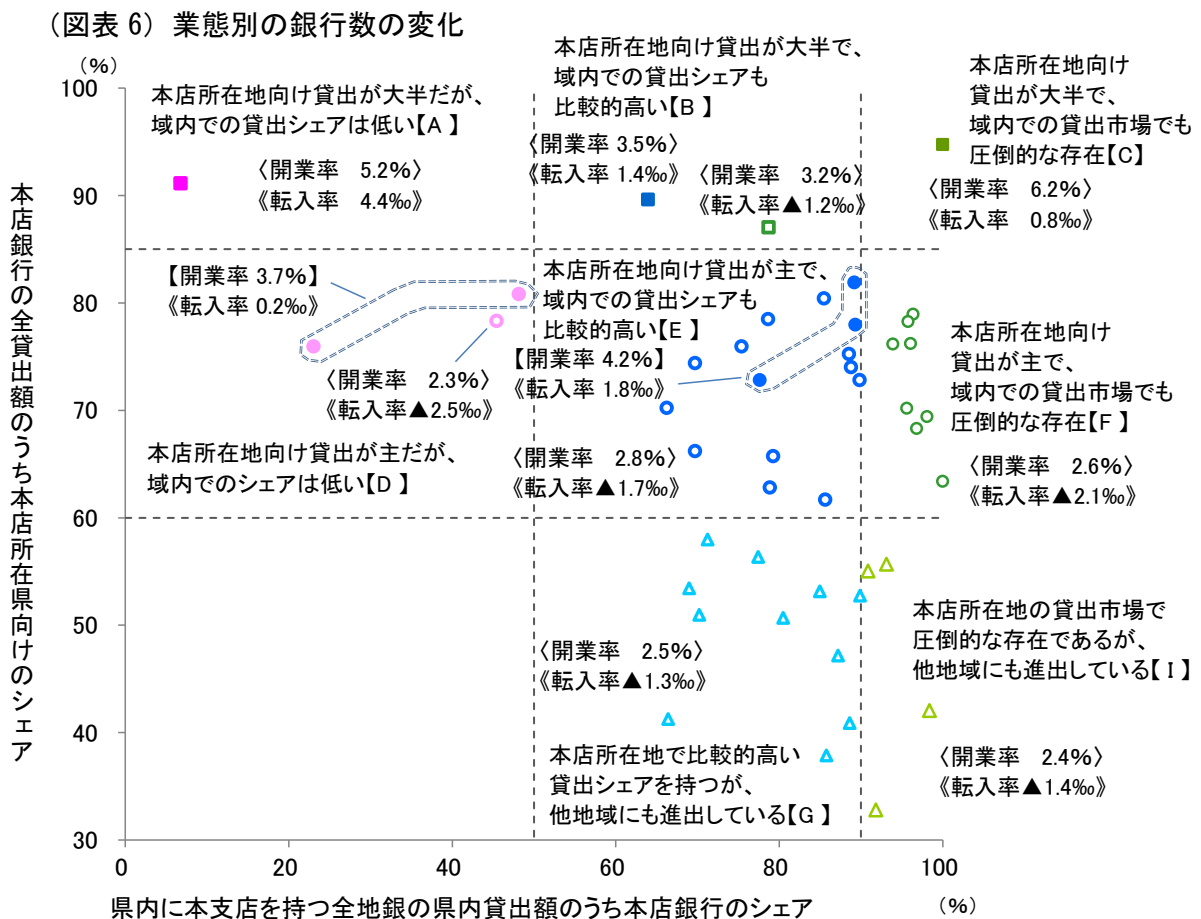 （図表 6）業態別の銀行数の変化
（%）
100
90
80
70
60
50
40
30
0
20
40
60
80
100
（%）
本店銀行の全貸出額のうち本店所在県向けのシェア
県内に本支店を持つ全地銀の県内貸出額のうち本店銀行のシェア
本店所在地向け貸出が大半だが、
域内での貸出シェアは低い【A 】
〈開業率 5.2%〉
《転入率 4.4‰》
本店所在地向け貸出が大半で、
域内での貸出シェアも
比較的高い【B 】
〈開業率 3.5%〉
《転入率 1.4‰》
〈開業率 3.2%〉
《転入率▲1.2‰》
本店所在地向け
貸出が大半で、
域内での貸出市場でも
圧倒的な存在【C】
〈開業率 6.2%〉
《転入率 0.8‰》
【開業率 3.7%】
《転入率 0.2‰》
〈開業率 2.3%〉
《転入率▲2.5‰》
本店所在地向け貸出が主だが、
域内でのシェアは低い【D 】
本店所在地向け貸出が主で、
域内での貸出シェアも
比較的高い【E 】
【開業率 4.2%】
《転入率 1.8‰》
〈開業率 2.8%〉
《転入率▲1.7‰》
本店所在地向け
貸出が主で、
域内での貸出市場でも
圧倒的な存在【F 】
〈開業率 2.6%〉
《転入率▲2.1‰》
〈開業率 2.5%〉
《転入率▲1.3‰》
本店所在地で比較的高い
貸出シェアを持つが、
他地域にも進出している【G 】
本店所在地の貸出市場で
圧倒的な存在であるが、
他地域にも進出している【I 】
〈開業率 2.4%〉
《転入率▲1.4‰》